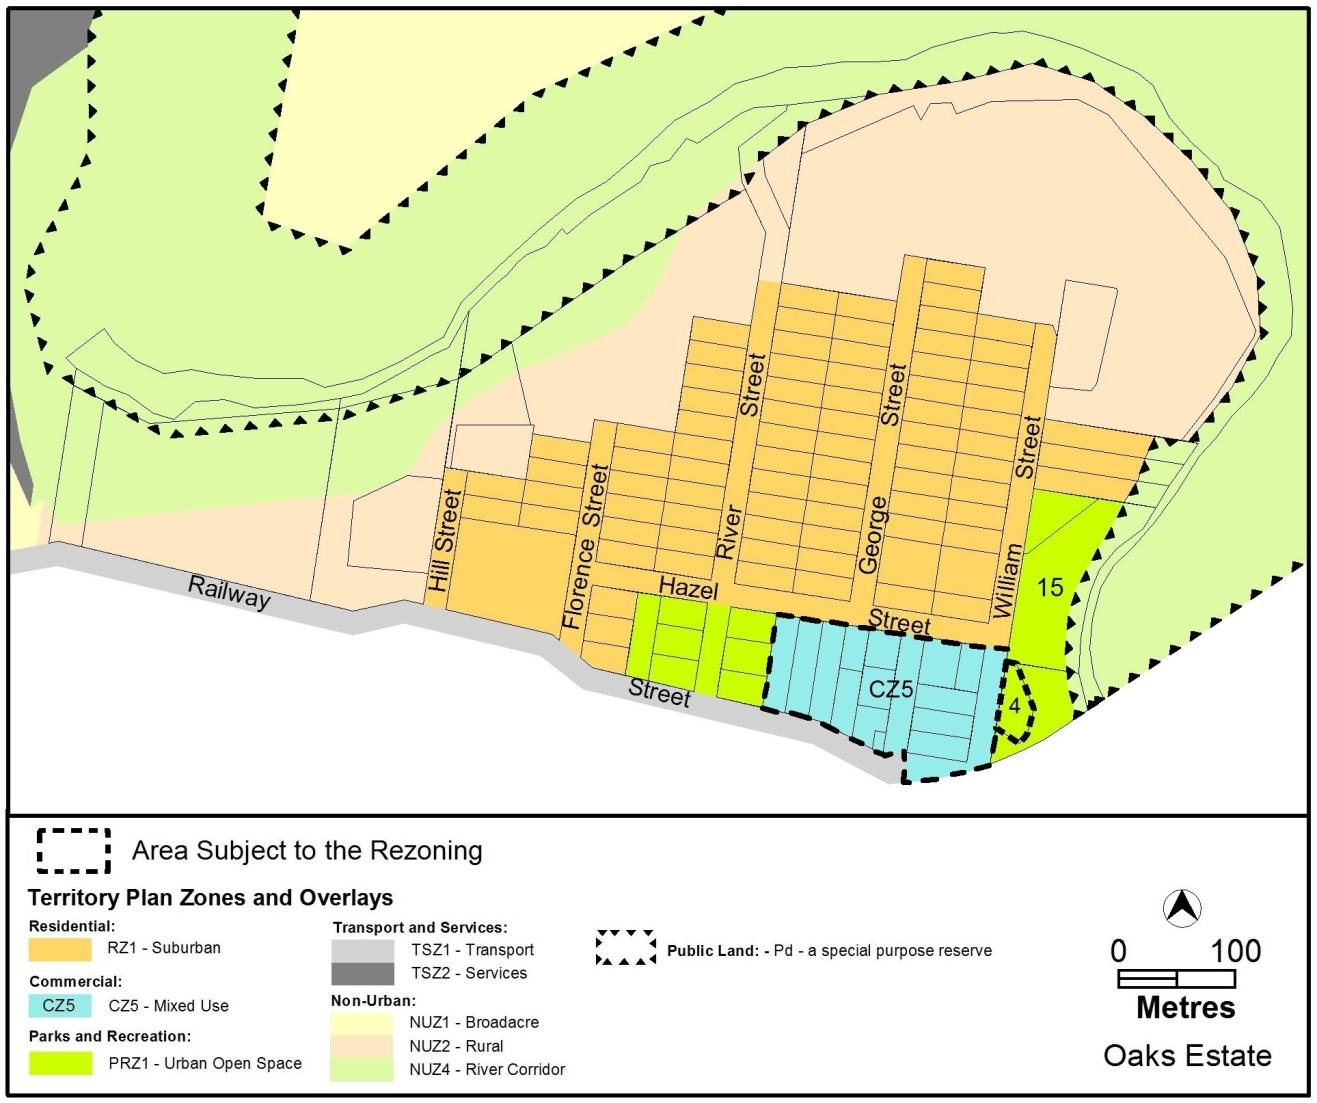 Street
Street
Street
Street
Hill Street
Florence
River
George
William
15
Railway
Hazel
Street
Street
CZ5
4
Area Subject to the Rezoning
Territory Plan Zones and Overlays
Residential:
RZ1 - Suburban
Commercial:
CZ5
CZ5 - Mixed Use
Parks and Recreation:
PRZ1 - Urban Open Space
Transport and Services:
TSZ1 - Transport
TSZ2 - Services
Non-Urban:
NUZ1 - Broadacre
NUZ2 - Rural
NUZ4 - River Corridor
Public Land: - Pd - a special purpose reserve
0 100
Metres
Oaks Estate